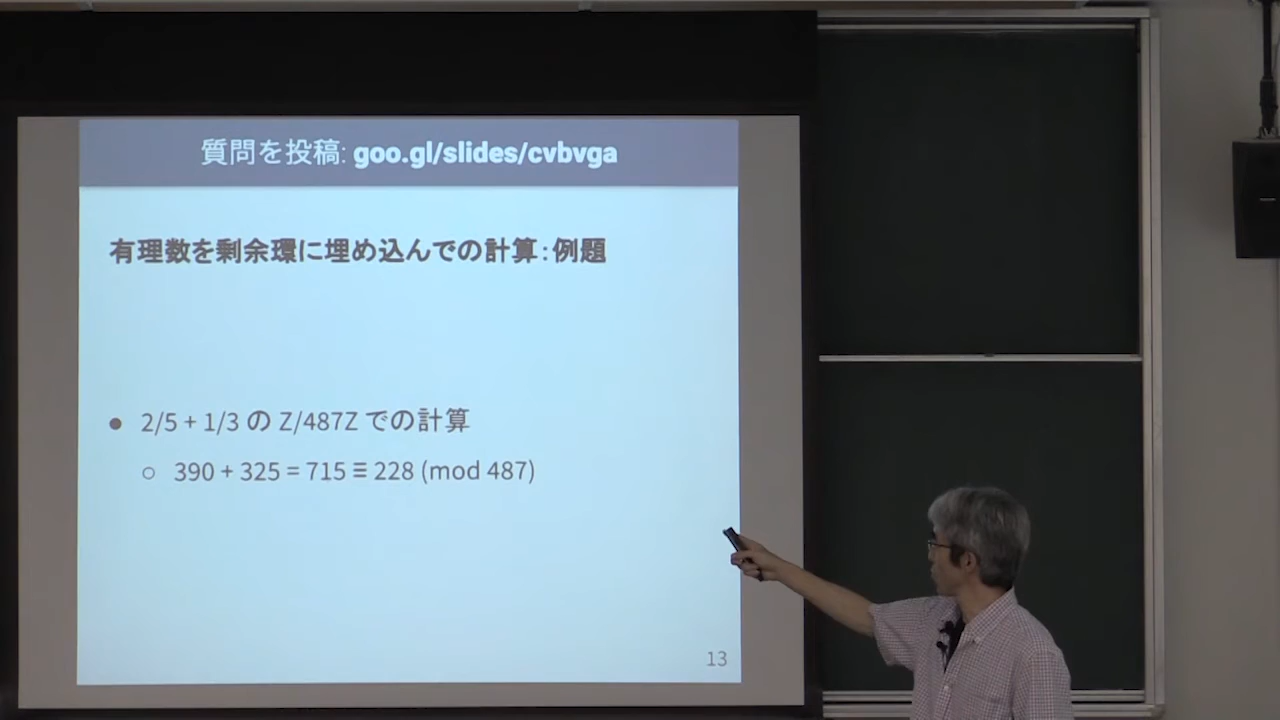 質問を投稿: goo.gl/slides/cvbvga
有理数を剰余環に埋め込んでの計算：例題
● 2/5 + 1/3 の Z/487Z での計算
○ 390 + 325 = 715 ≡ 228 (mod 487)
13